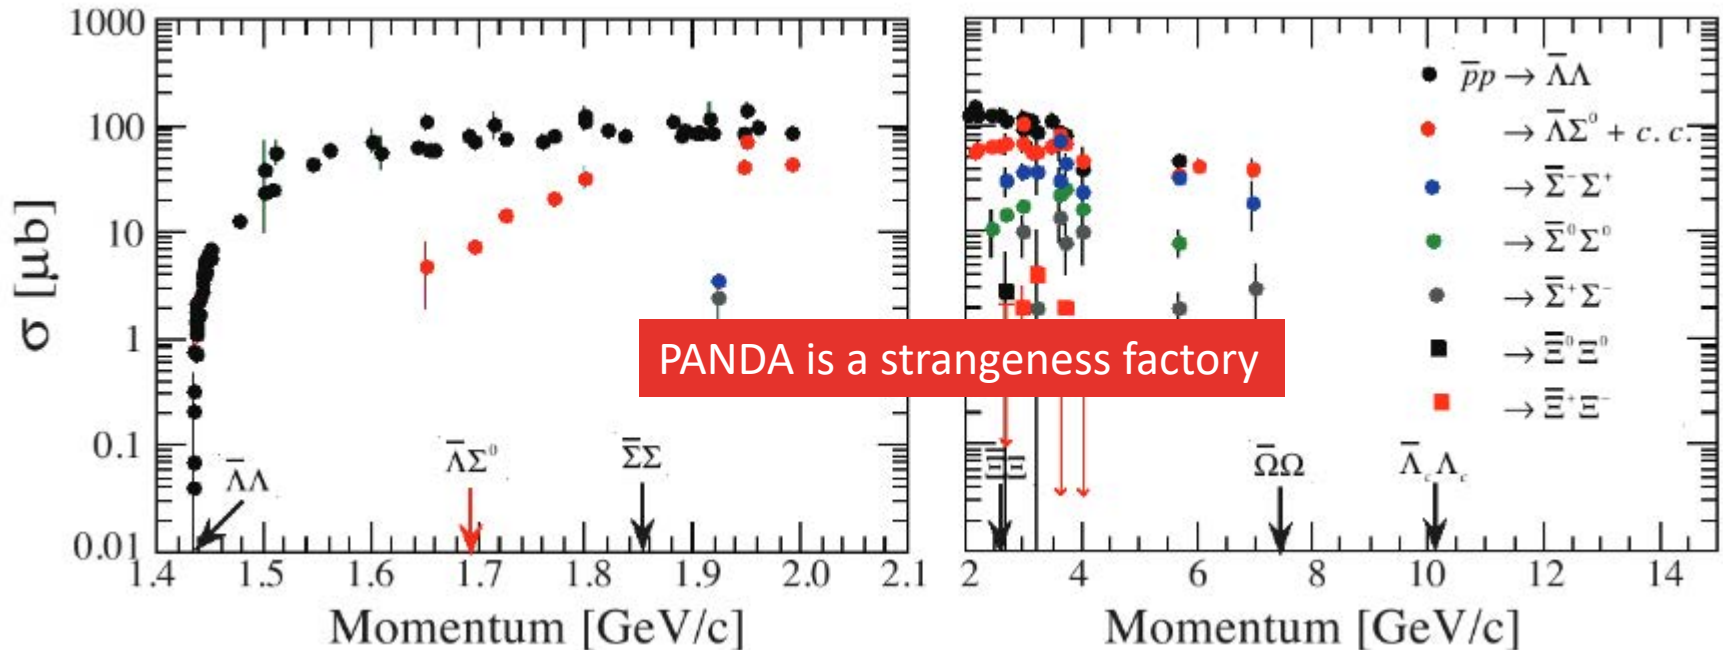 σ [μb]
1000
100
10
1
0.1
0.01
Λ̅Λ
Λ̅Σ⁰
Σ̅Σ
1.4 1.5 1.6 1.7 1.8 1.9 2.0 2.1
Momentum [GeV/c]
PANDA is a strangeness factory
p̅p → Λ̅Λ
→ Λ̅Σ⁰ + c. c.
→ Σ̅⁻Σ⁺
→ Σ̅⁰Σ⁰
→ Σ̅⁺Σ⁻
→ Ξ̅⁰Ξ⁰
→ Ξ̅⁺Ξ⁻
Ξ̅Ξ
Ω̅Ω
Λ̅cΛc
2 4 6 8 10 12 14
Momentum [GeV/c]